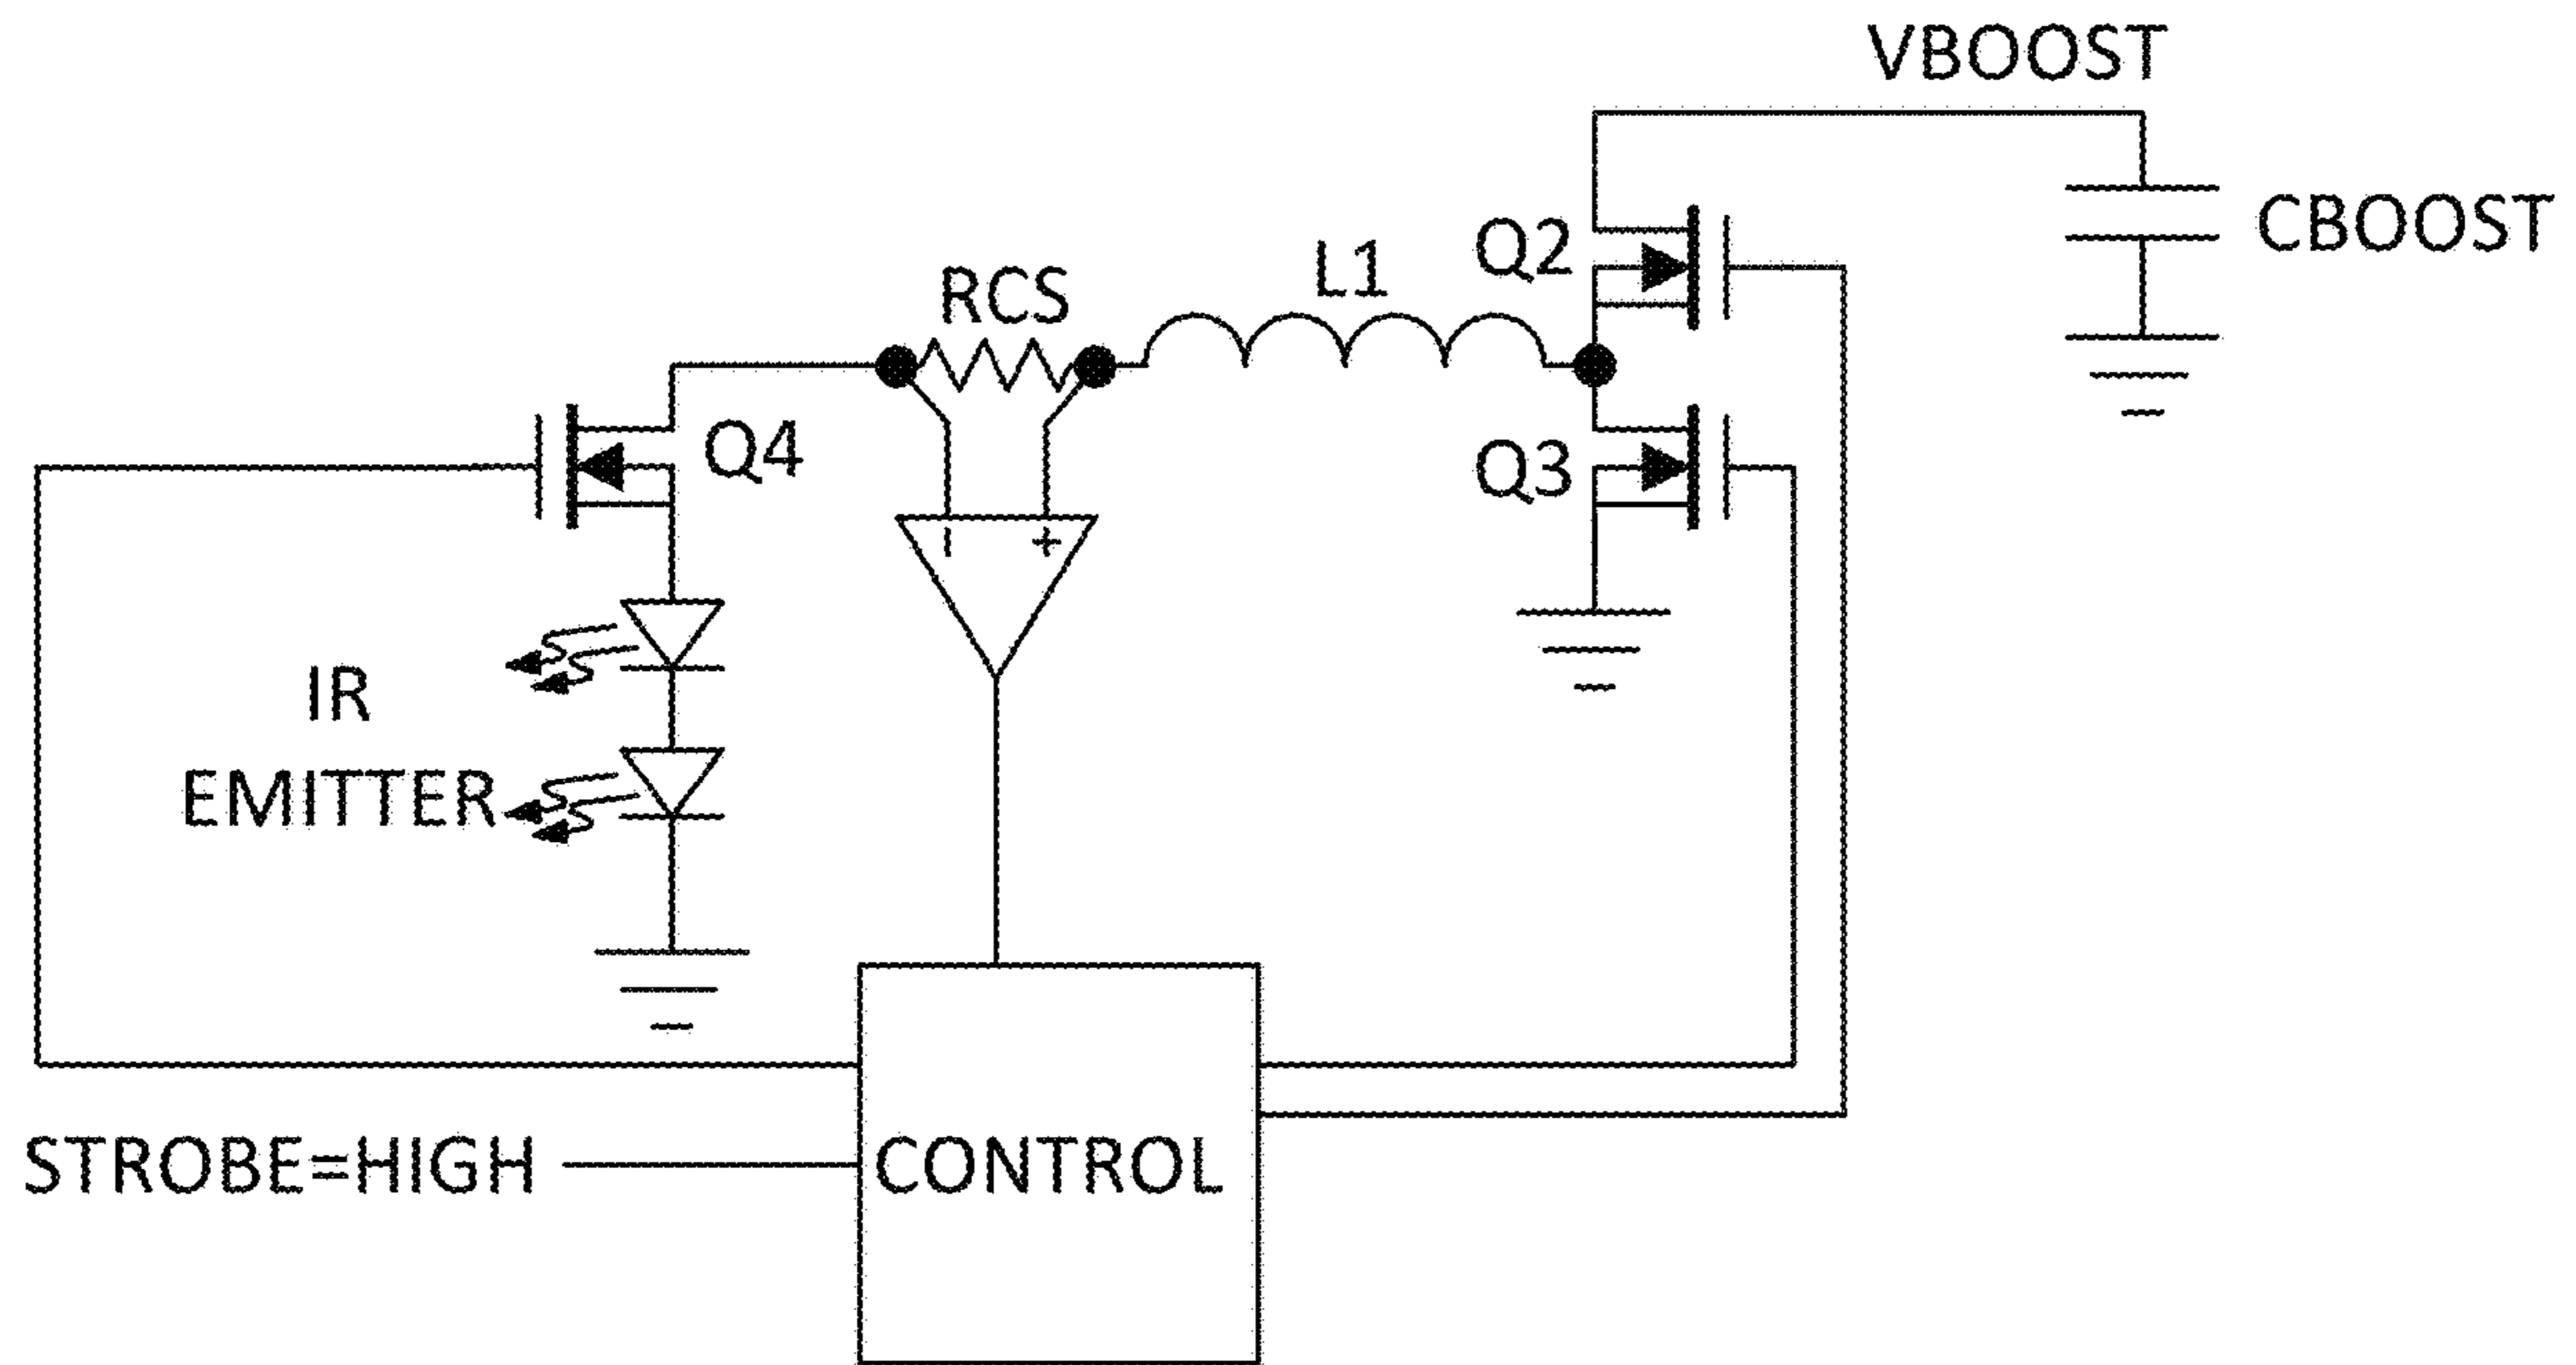 VBOOST
CBOOST
Q2
L1
RCS
Q4
Q3
- +
IR
EMITTER
STROBE=HIGH
CONTROL